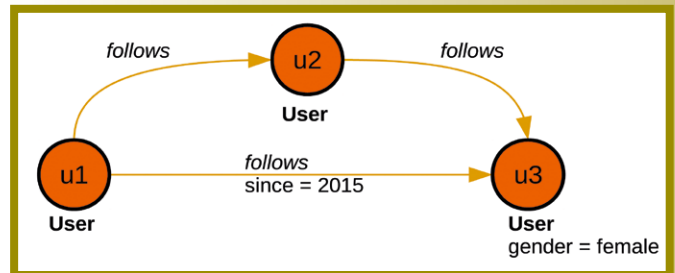 follows
follows
u2
User
u1
follows
since = 2015
u3
User
User
gender = female